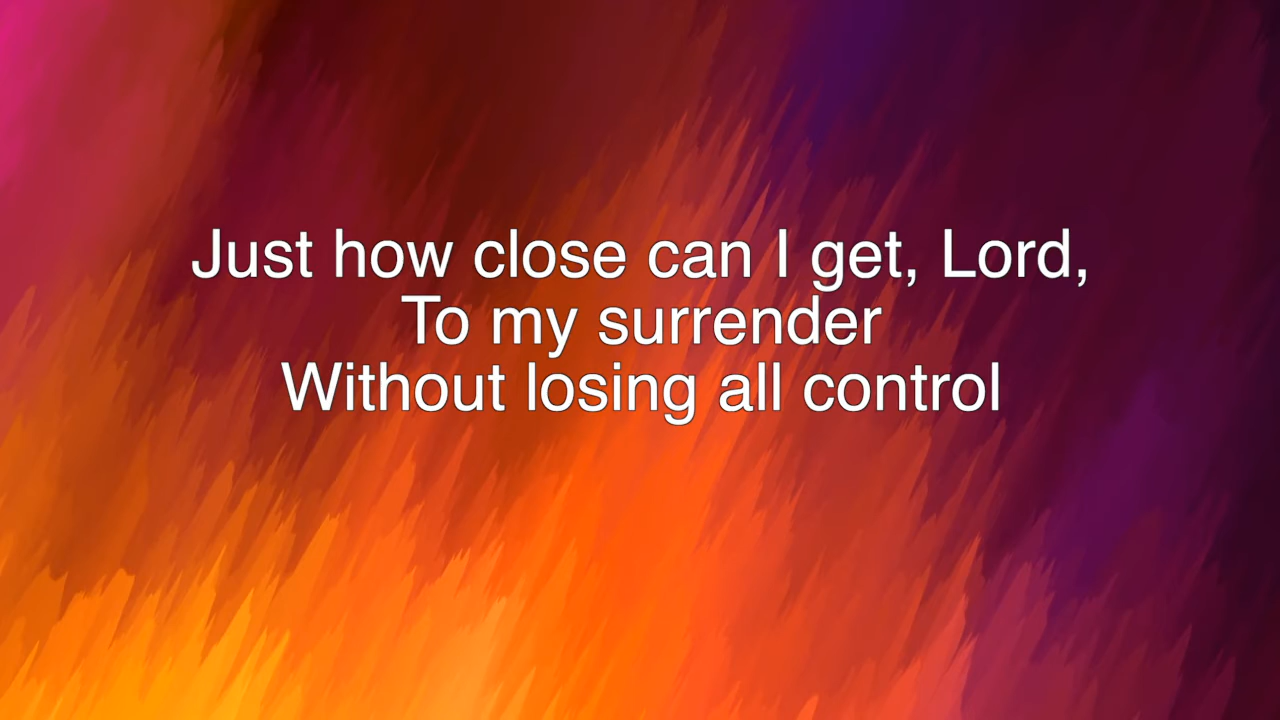 Just how close can I get, Lord,
To my surrender
Without losing all control